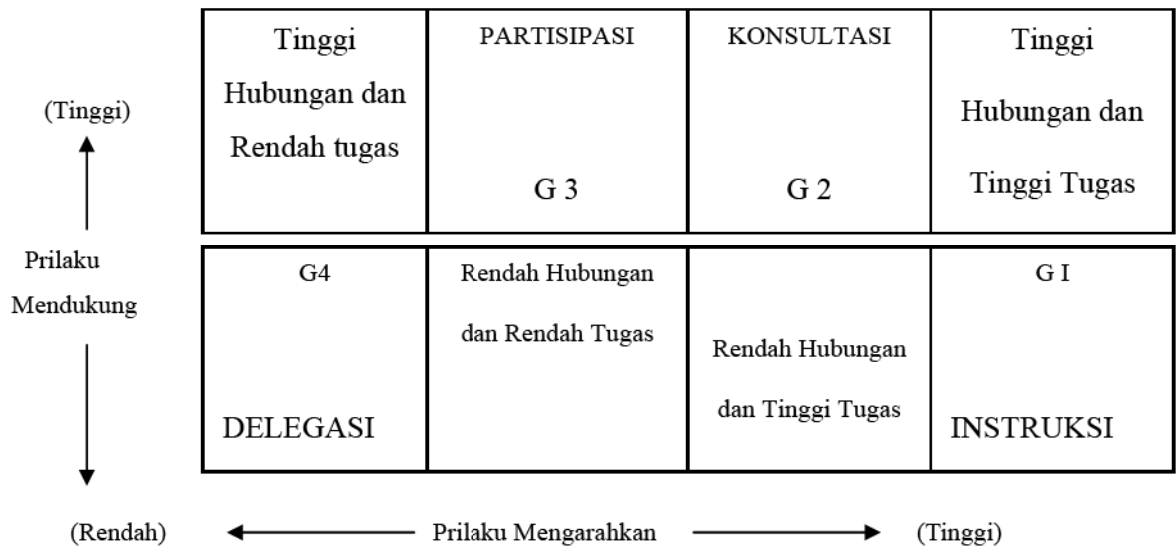 Tinggi
Hubungan dan
Rendah tugas
PARTISIPASI
G 3
KONSULTASI
G 2
Tinggi
Hubungan dan
Tinggi Tugas
(Tinggi)
Prilaku
Mendukung
G4
DELEGASI
Rendah Hubungan
dan Rendah Tugas
Rendah Hubungan
dan Tinggi Tugas
G I
INSTRUKSI
(Rendah)
Prilaku Mengarahkan
(Tinggi)